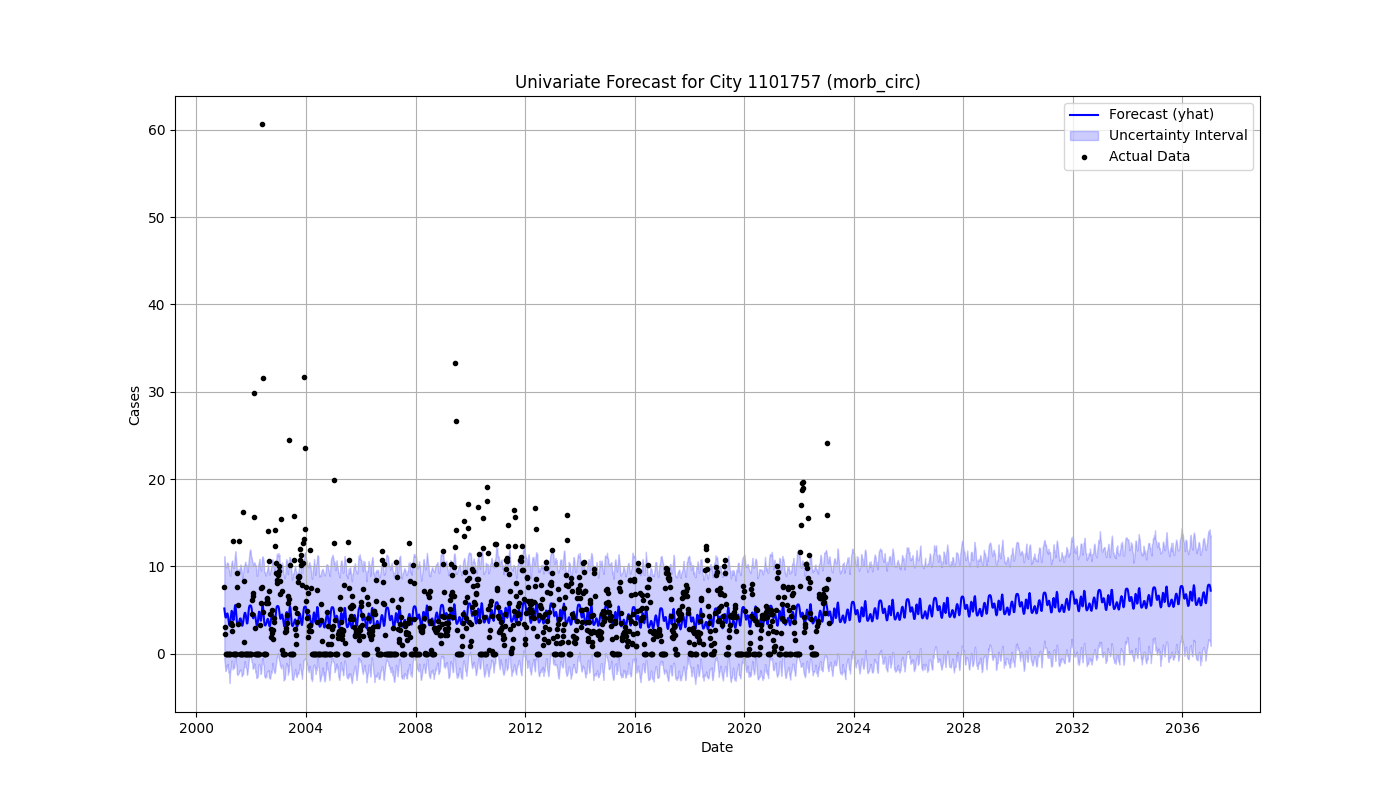 Univariate Forecast for City 1101757 (morb_circ)
Forecast (yhat)
Uncertainty Interval
Actual Data
60
50
40
30
20
10
0
Cases
2000 2004 2008 2012 2016 2020 2024 2028 2032 2036
Date